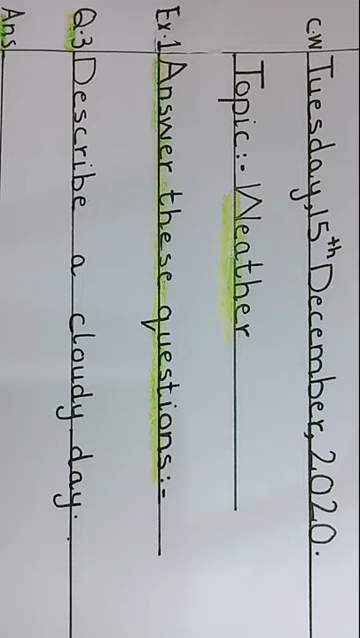 C.W Tuesday, 15th December, 2020.
Topic:- Weather
Ex.1 Answer these questions:-
Q.3 Describe a cloudy day.
Ans